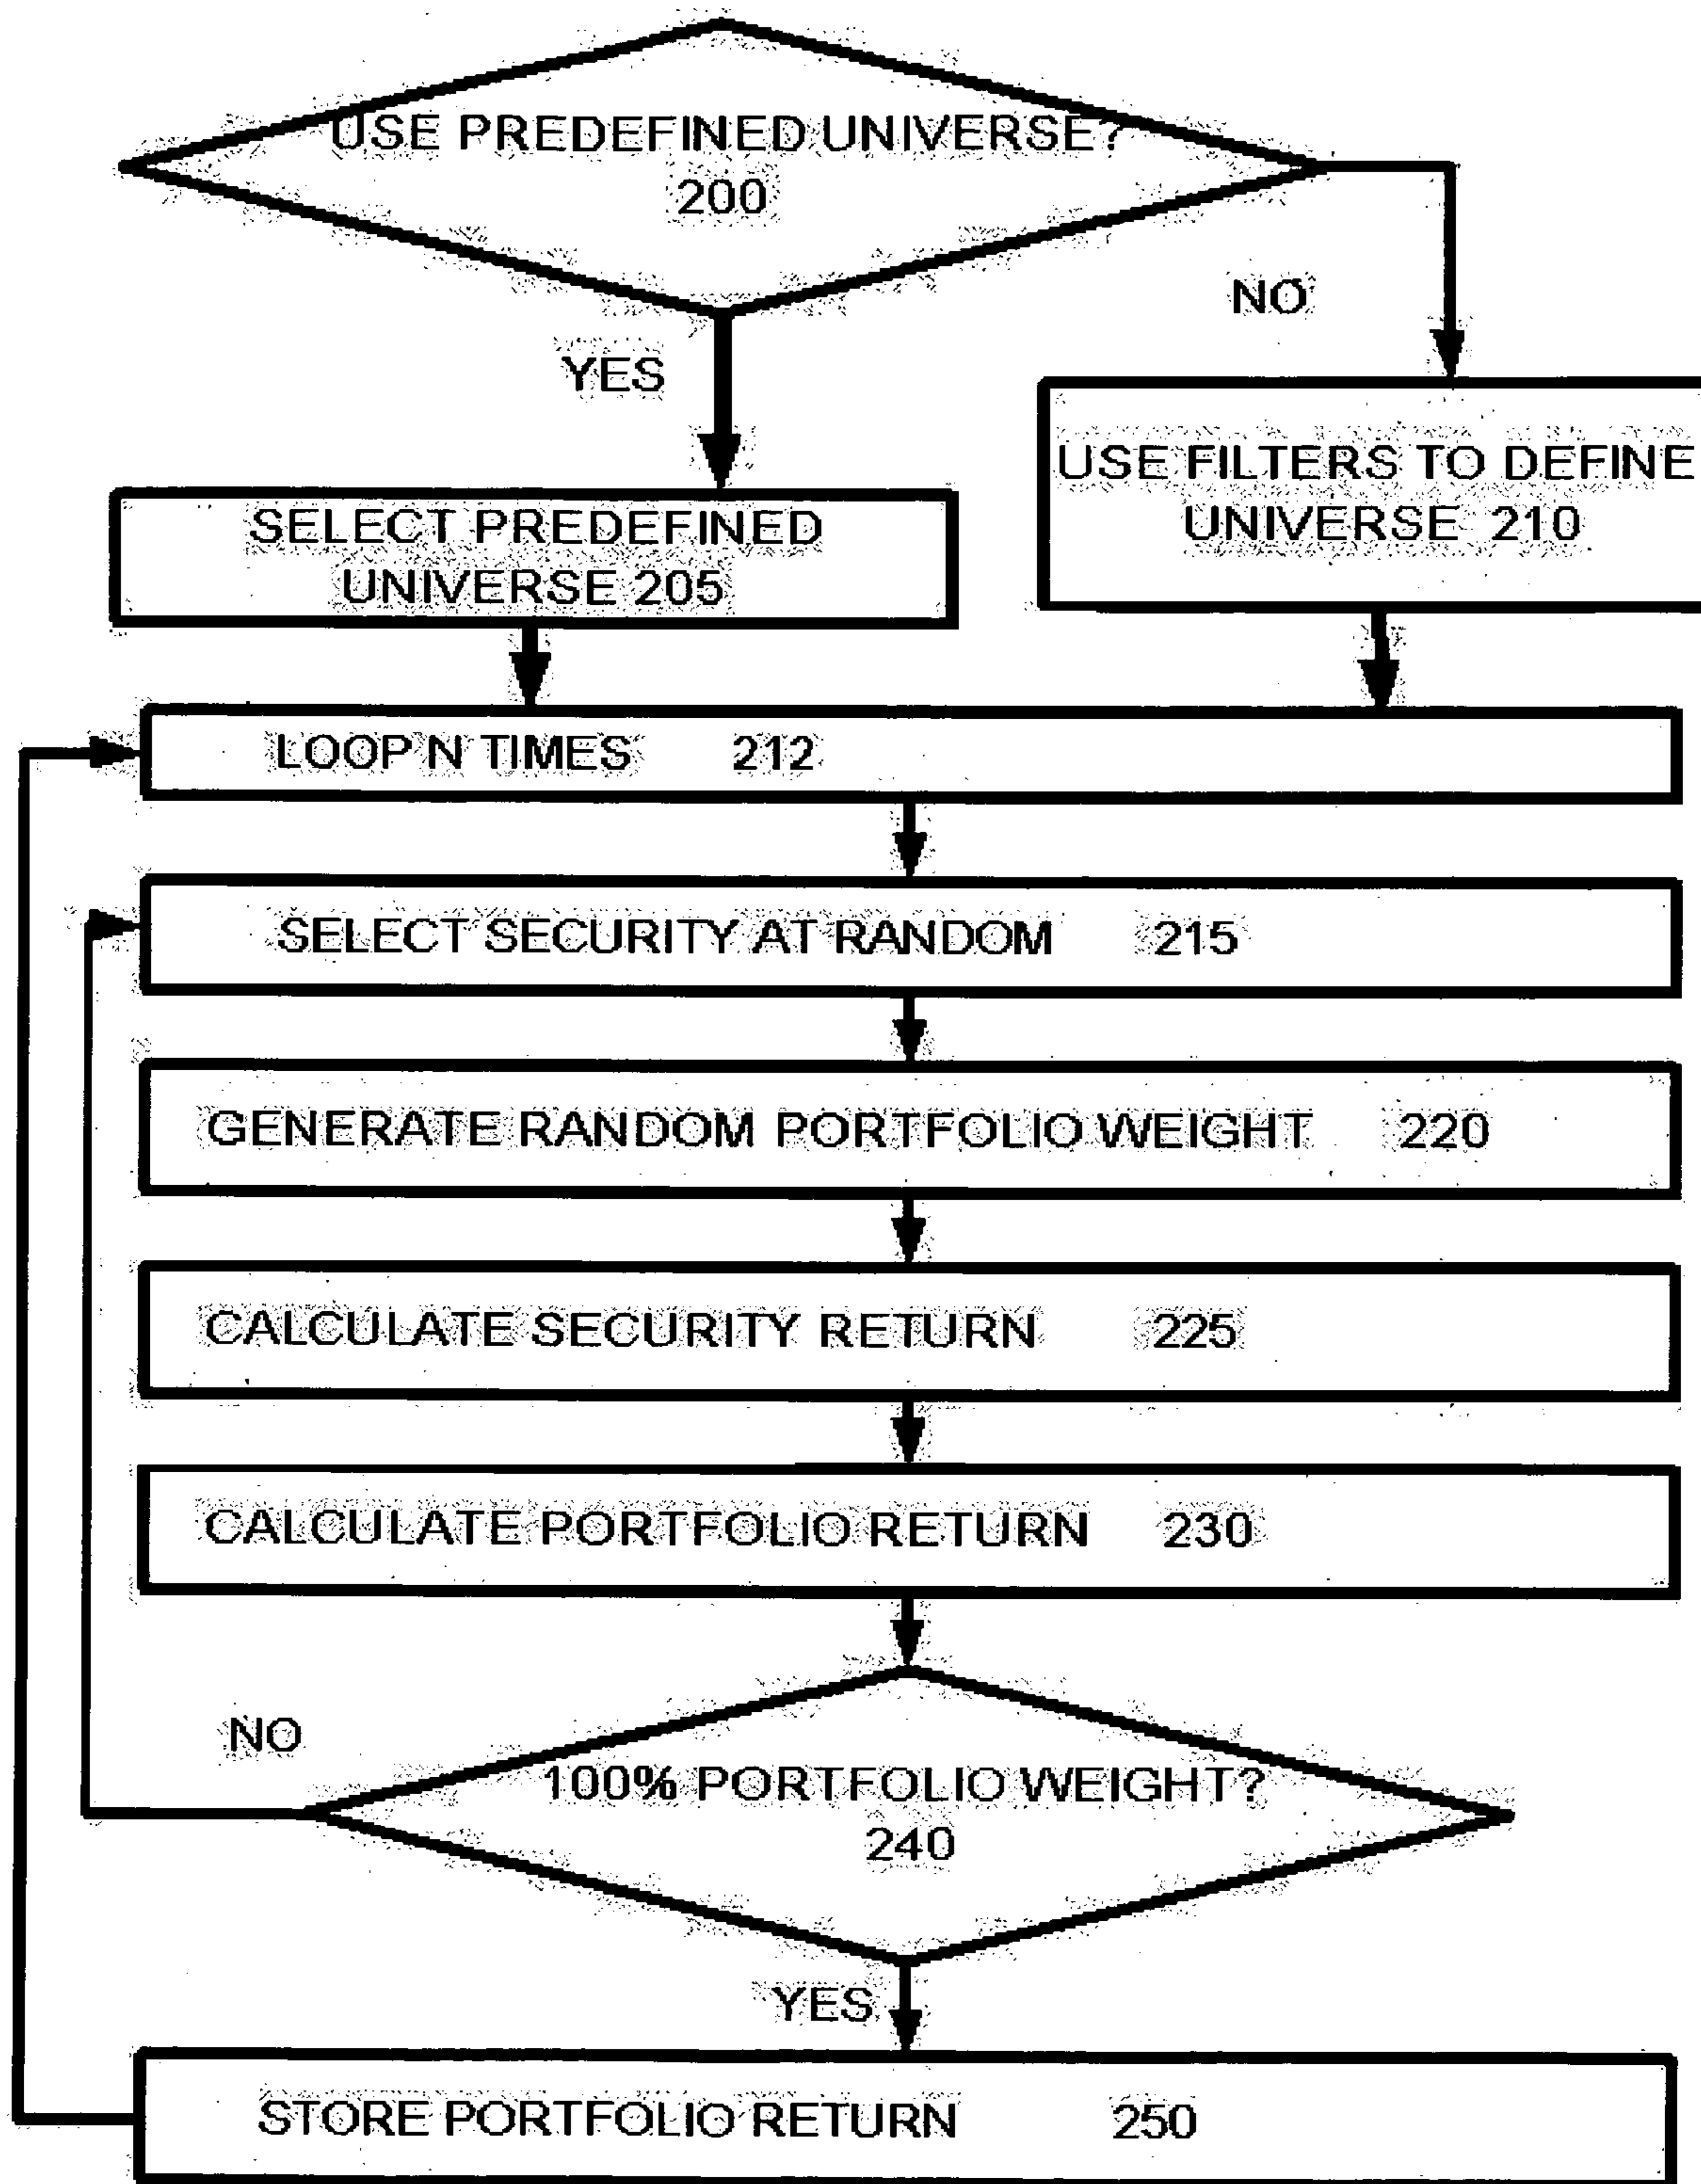 USE PREDEFINED UNIVERSE?
200
NO
YES
USE FILTERS TO DEFINE
UNIVERSE 210
SELECT PREDEFINED
UNIVERSE 205
LOOP N TIMES 212
SELECT SECURITY AT RANDOM 215
GENERATE RANDOM PORTFOLIO WEIGHT 220
CALCULATE SECURITY RETURN 225
CALCULATE PORTFOLIO RETURN 230
NO
100% PORTFOLIO WEIGHT?
240
YES
STORE PORTFOLIO RETURN 250